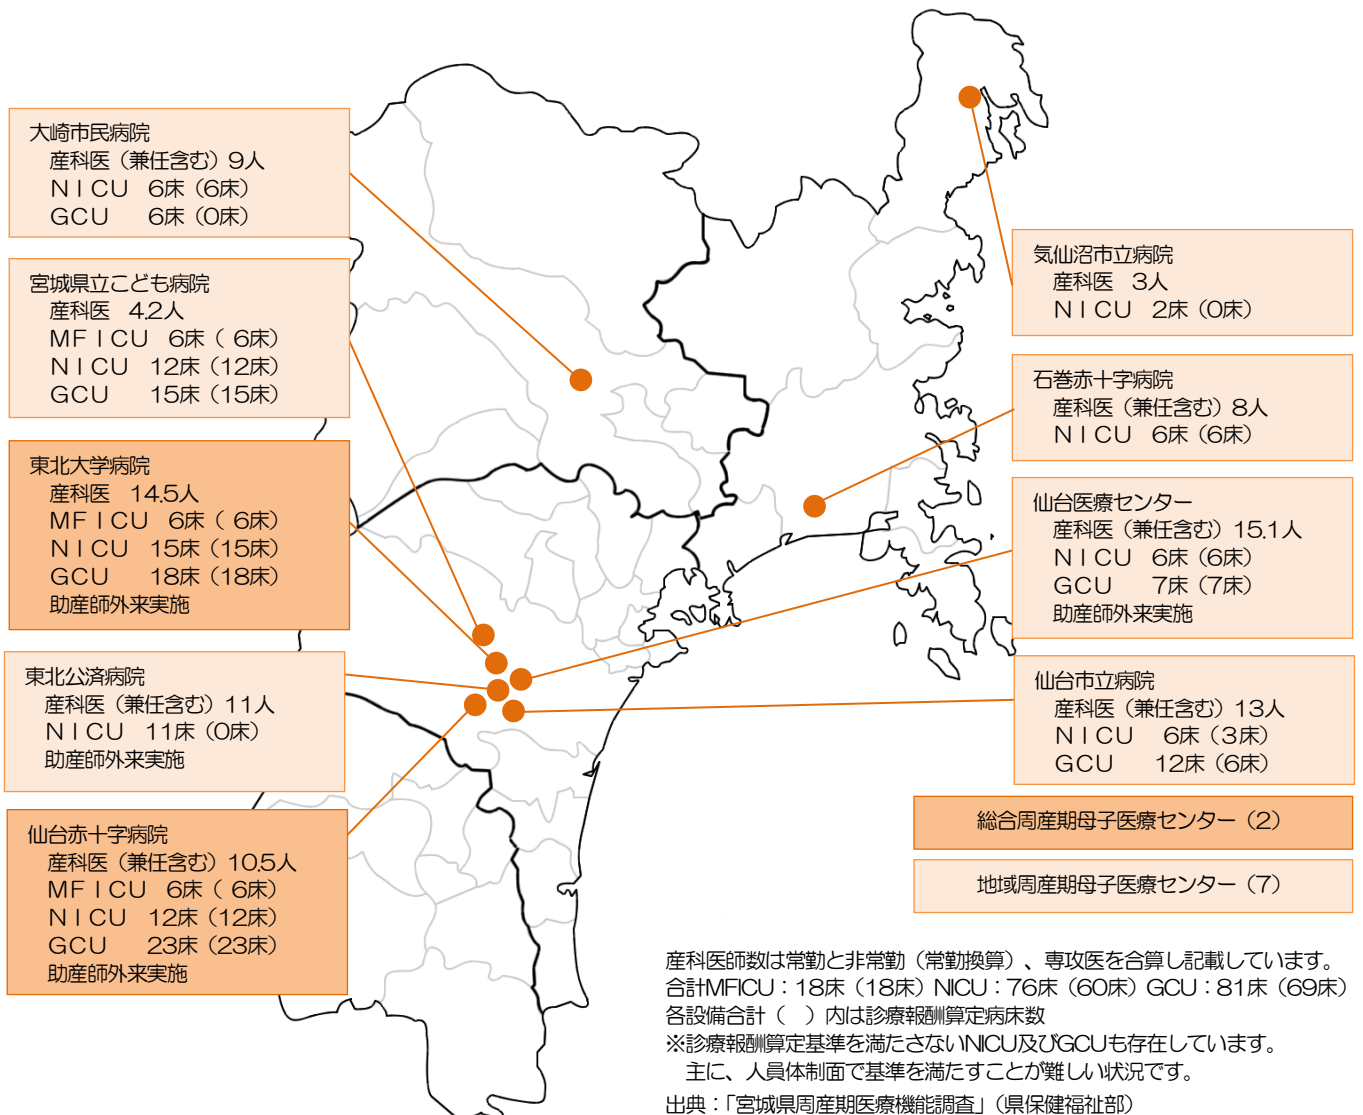 大崎市民病院
産科医（兼任含む）9人
ＮＩＣＵ　6床（6床）
ＧＣＵ　　6床（0床）
宮城県立こども病院
産科医　4.2人
ＭＦＩＣＵ　6床（ 6床）
ＮＩＣＵ　12床（12床）
ＧＣＵ　　15床（15床）
東北大学病院
産科医　14.5人
ＭＦＩＣＵ　6床（ 6床）
ＮＩＣＵ　15床（15床）
ＧＣＵ　　18床（18床）
助産師外来実施
東北公済病院
産科医（兼任含む）11人
ＮＩＣＵ　11床（0床）
助産師外来実施
仙台赤十字病院
産科医（兼任含む）10.5人
ＭＦＩＣＵ　6床（ 6床）
ＮＩＣＵ　12床（12床）
ＧＣＵ　　23床（23床）
助産師外来実施
気仙沼市立病院
産科医　3人
ＮＩＣＵ　2床（0床）
石巻赤十字病院
産科医（兼任含む）8人
ＮＩＣＵ　6床（6床）
仙台医療センター
産科医（兼任含む）15.1人
ＮＩＣＵ　6床（6床）
ＧＣＵ　　7床（7床）
助産師外来実施
仙台市立病院
産科医（兼任含む）13人
ＮＩＣＵ　 6床（3床）
ＧＣＵ　　12床（6床）
総合周産期母子医療センター（2）
地域周産期母子医療センター（7）
産科医師数は常勤と非常勤（常勤換算）、専攻医を合算し記載しています。
合計MFICU：18床（18床）NICU：76床（60床）GCU：81床（69床）
各設備合計（　）内は診療報酬算定病床数
※診療報酬算定基準を満たさないNICU及びGCUも存在しています。
主に、人員体制面で基準を満たすことが難しい状況です。
出典：「宮城県周産期医療機能調査」（県保健福祉部）